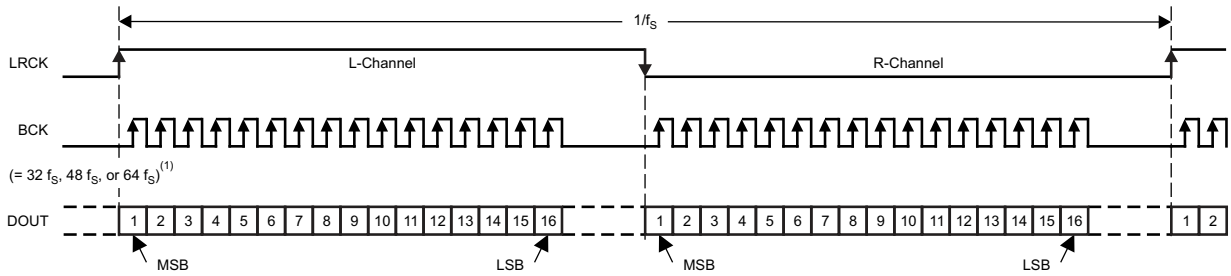 1/fS
LRCK
L-Channel
R-Channel
BCK
(= 32 fS, 48 fS, or 64 fS)(1)
DOUT
1 2 3 4 5 6 7 8 9 10 11 12 13 14 15 16
1 2 3 4 5 6 7 8 9 10 11 12 13 14 15 16
1 2
MSB
LSB
MSB
LSB